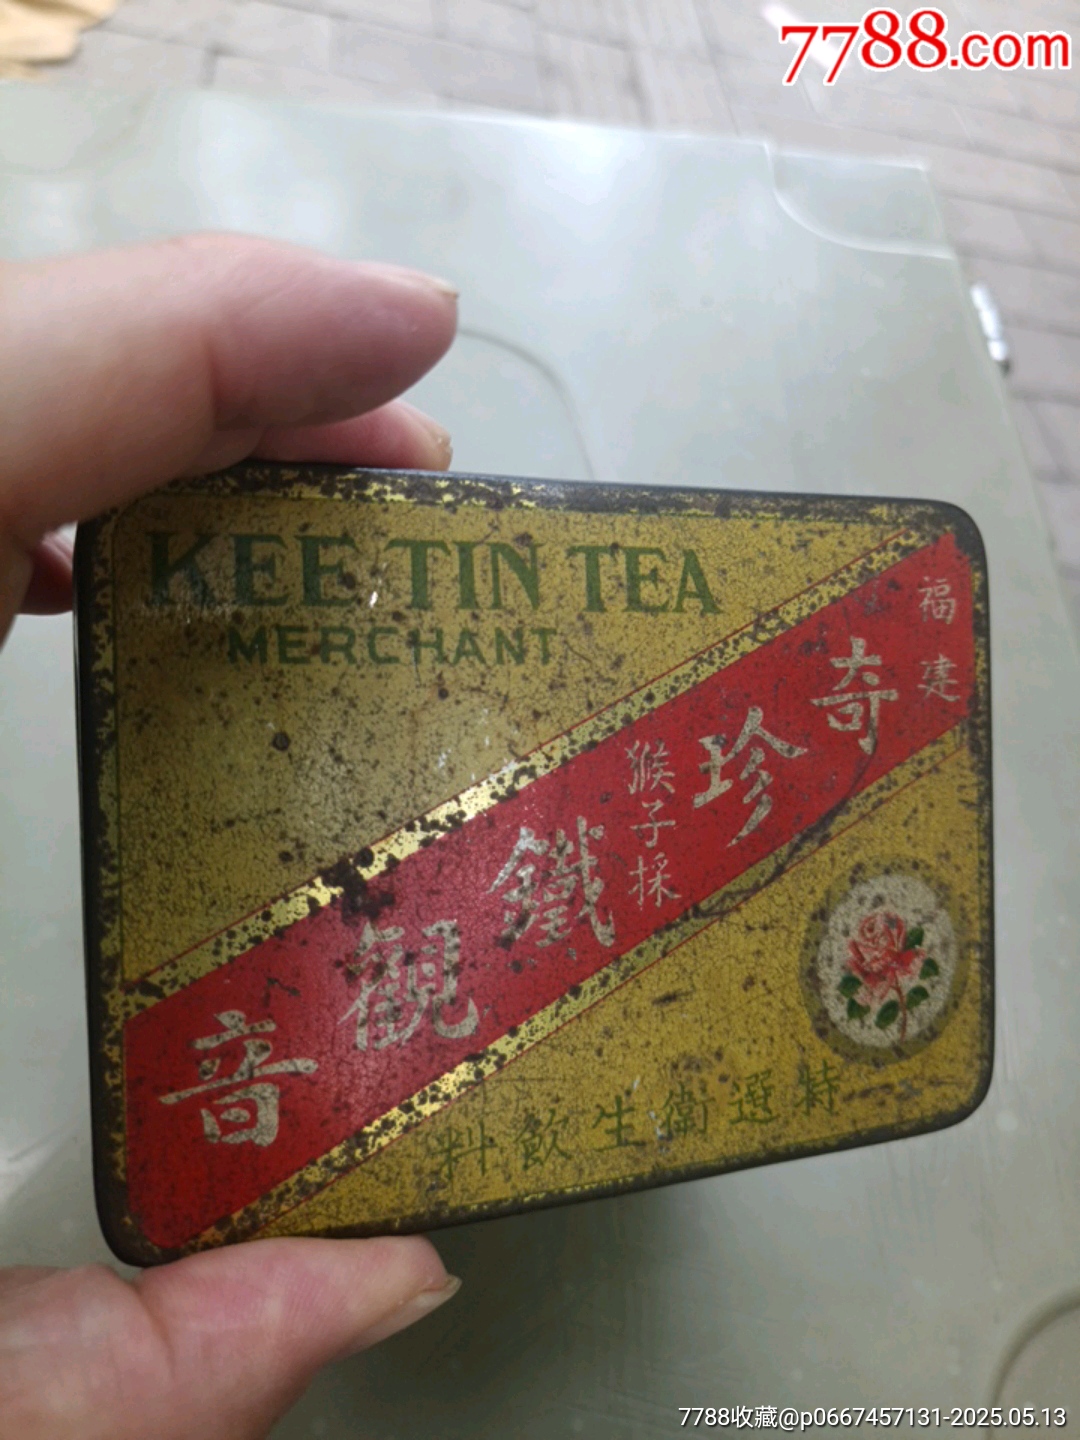 7788.com
KEE TIN TEA
MERCHANT
福建
奇珍
猴子採
鐵觀音
特選衛生飲料
7788收藏@p0667457131-2025.05.13